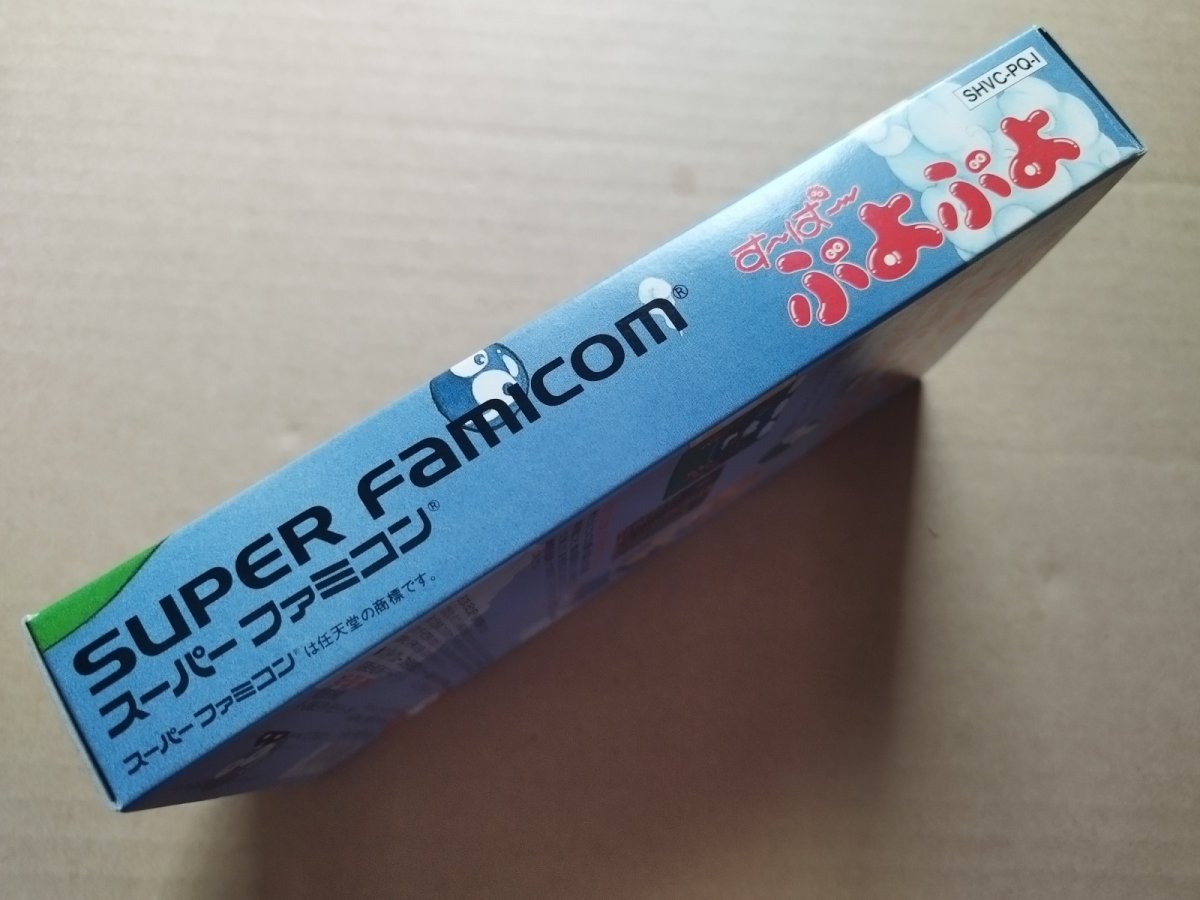 SUPER Famicom®
スーパーファミコン®
スーパーファミコン®は任天堂の商標です。
す〜ぱ〜
ぷよぷよ
SHVC-PQ-I